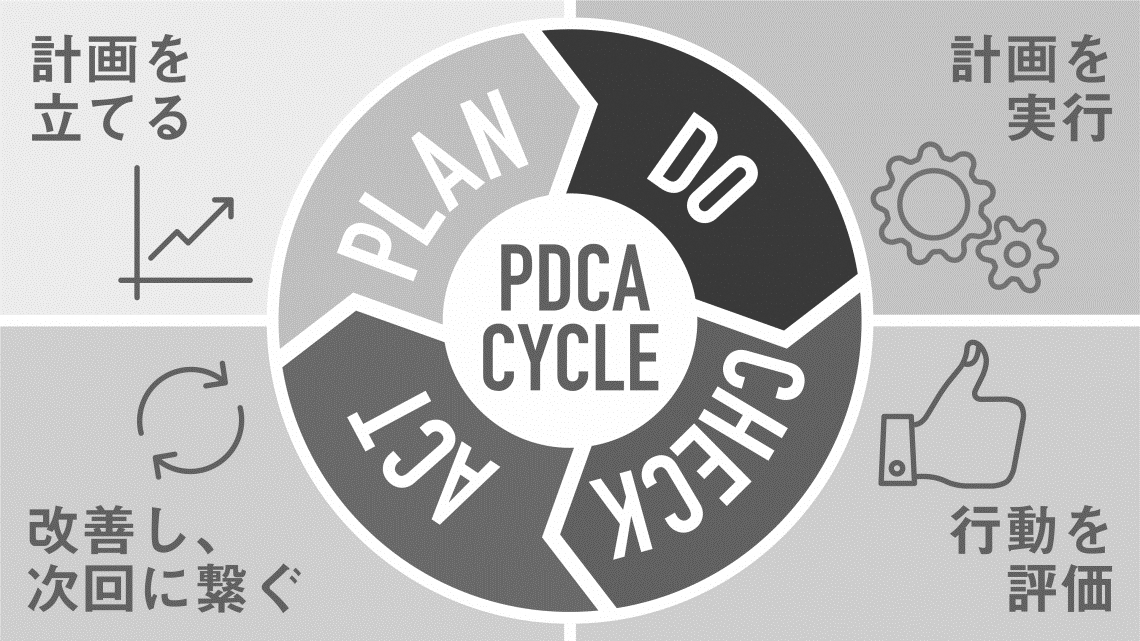 計画を
立てる
計画を
実行
PLAN
DO
PDCA
CYCLE
ACT
CHECK
改善し、
次回に繋ぐ
行動を
評価